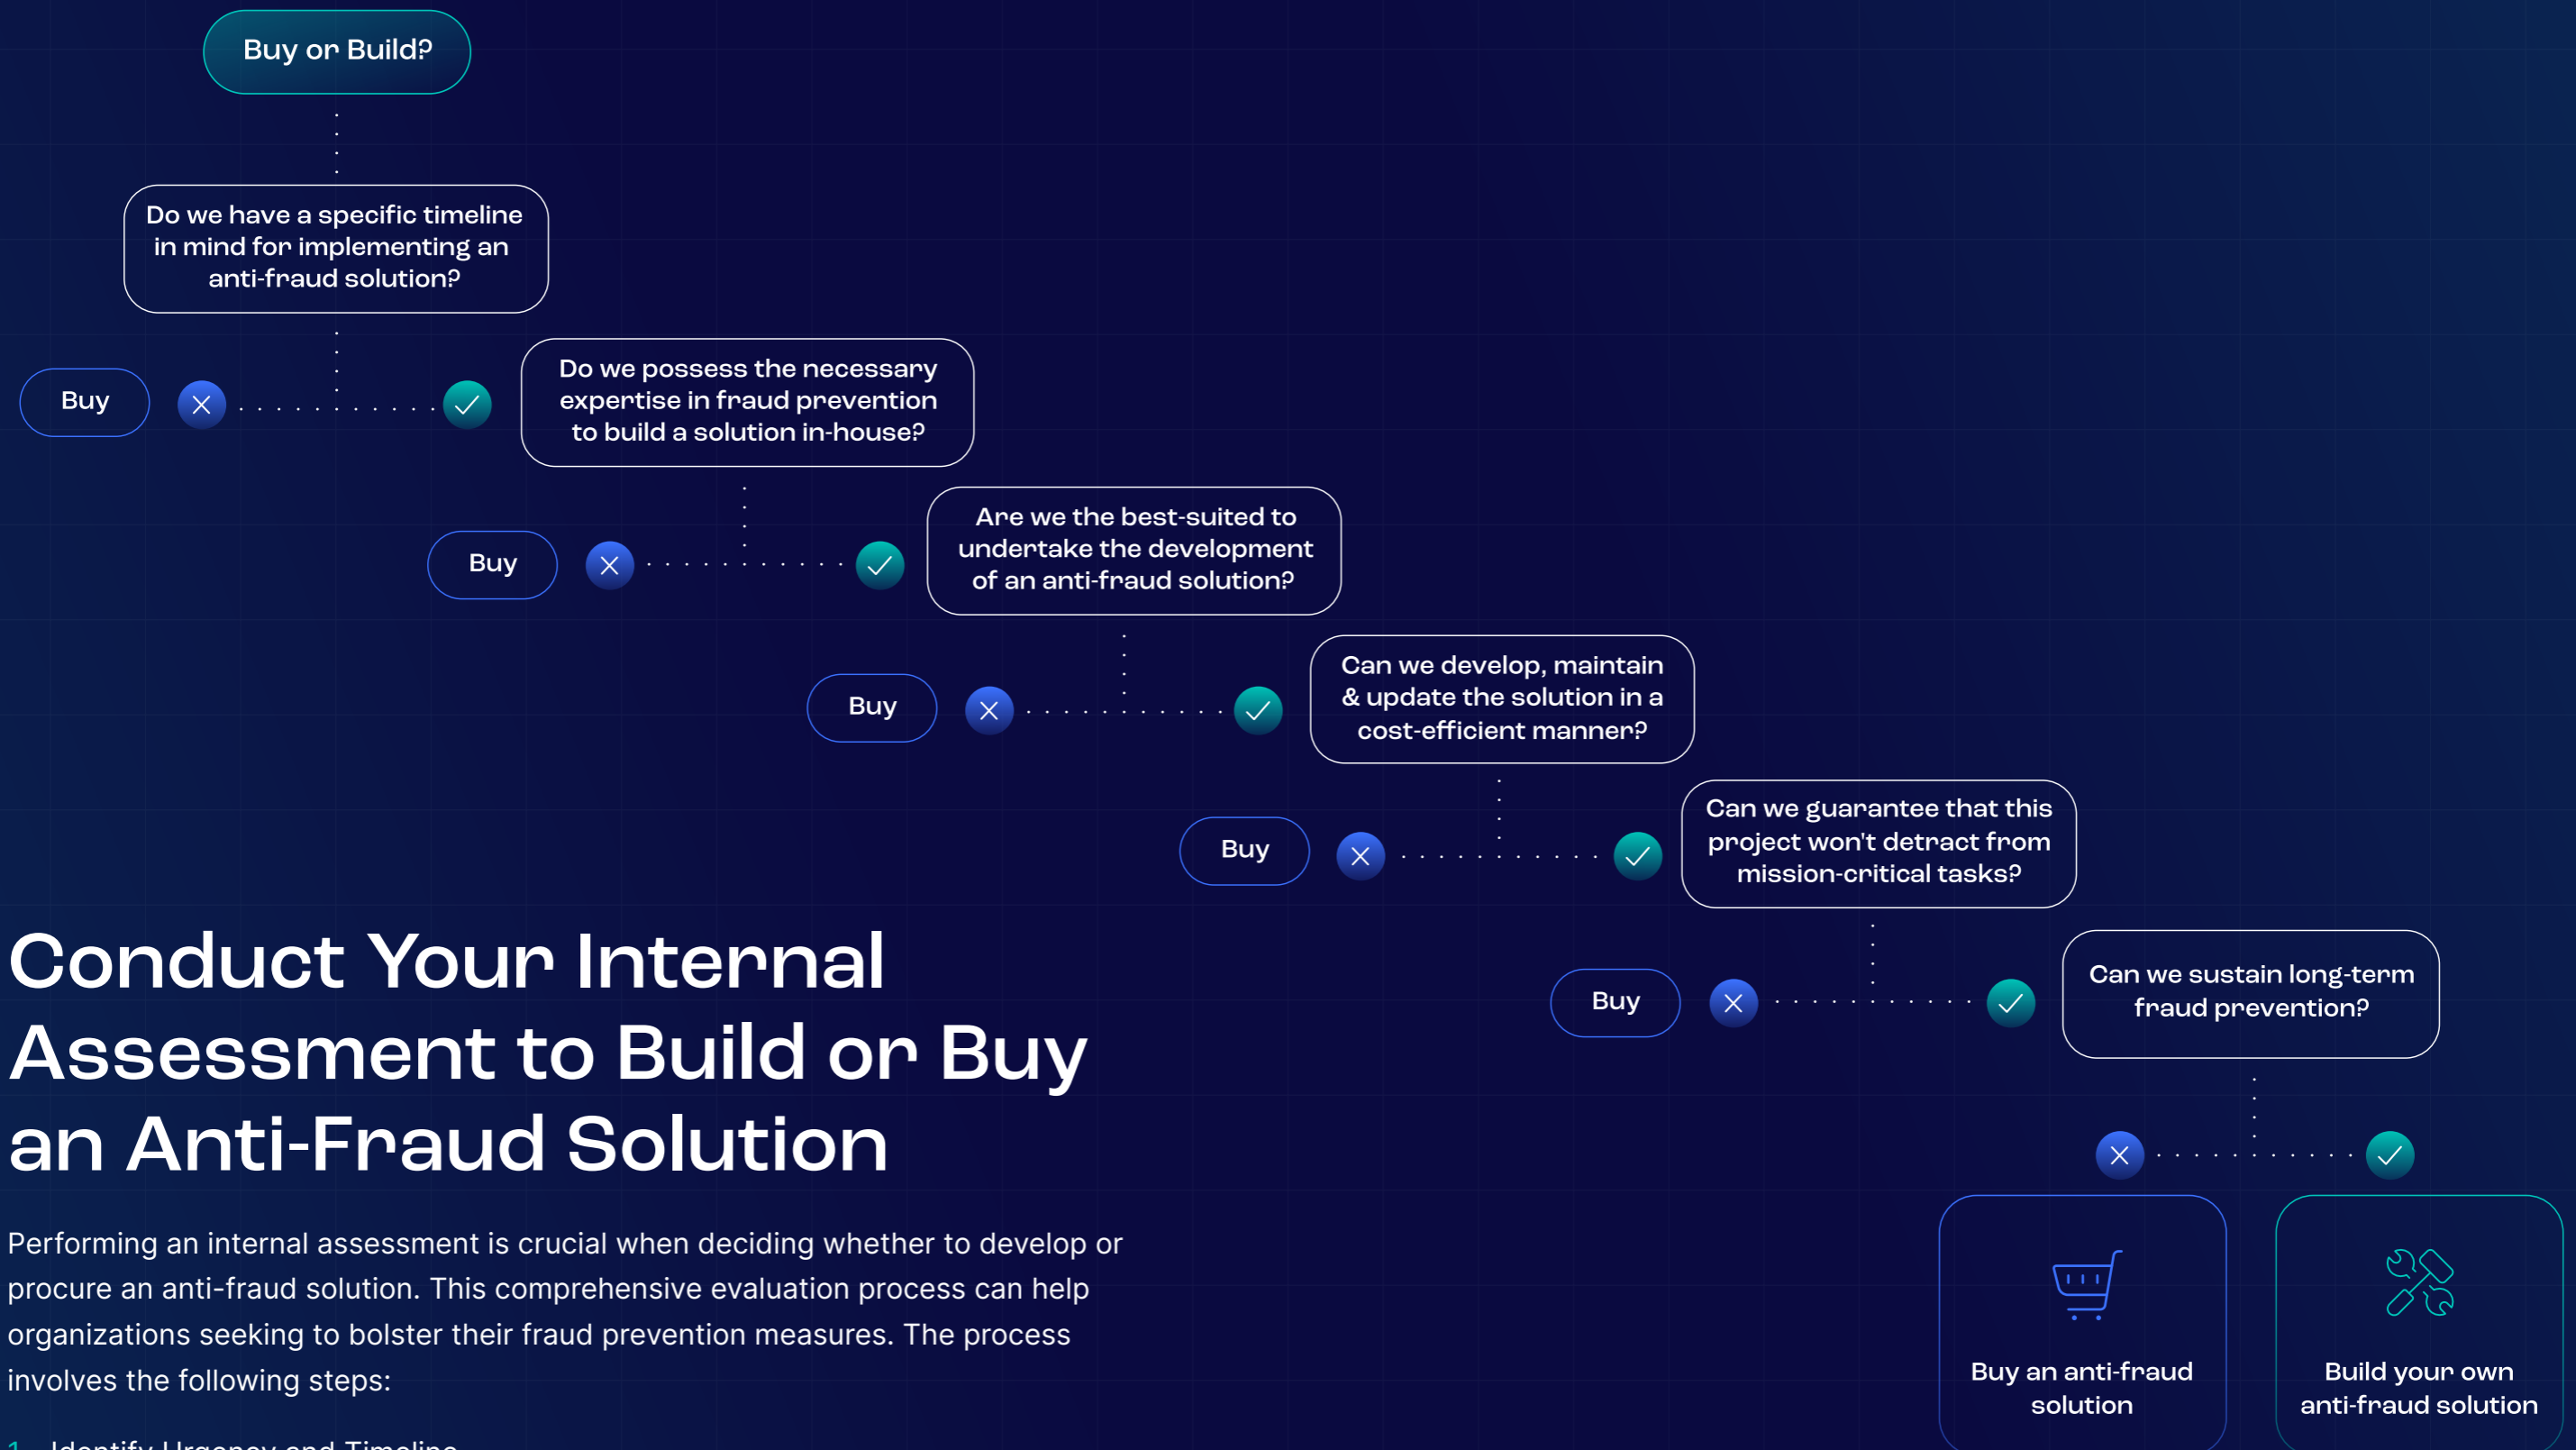 Buy or Build?
Do we have a specific timeline
in mind for implementing an
anti-fraud solution?
Buy
Do we possess the necessary
expertise in fraud prevention
to build a solution in-house?
Buy
Are we the best-suited to
undertake the development
of an anti-fraud solution?
Buy
Can we develop, maintain
& update the solution in a
cost-efficient manner?
Buy
Can we guarantee that this
project won't detract from
mission-critical tasks?
Buy
Can we sustain long-term
fraud prevention?
Buy an anti-fraud
solution
Build your own
anti-fraud solution
Conduct Your Internal
Assessment to Build or Buy
an Anti-Fraud Solution
Performing an internal assessment is crucial when deciding whether to develop or
procure an anti-fraud solution. This comprehensive evaluation process can help
organizations seeking to bolster their fraud prevention measures. The process
involves the following steps:
1. Identify Urgency and Timeline